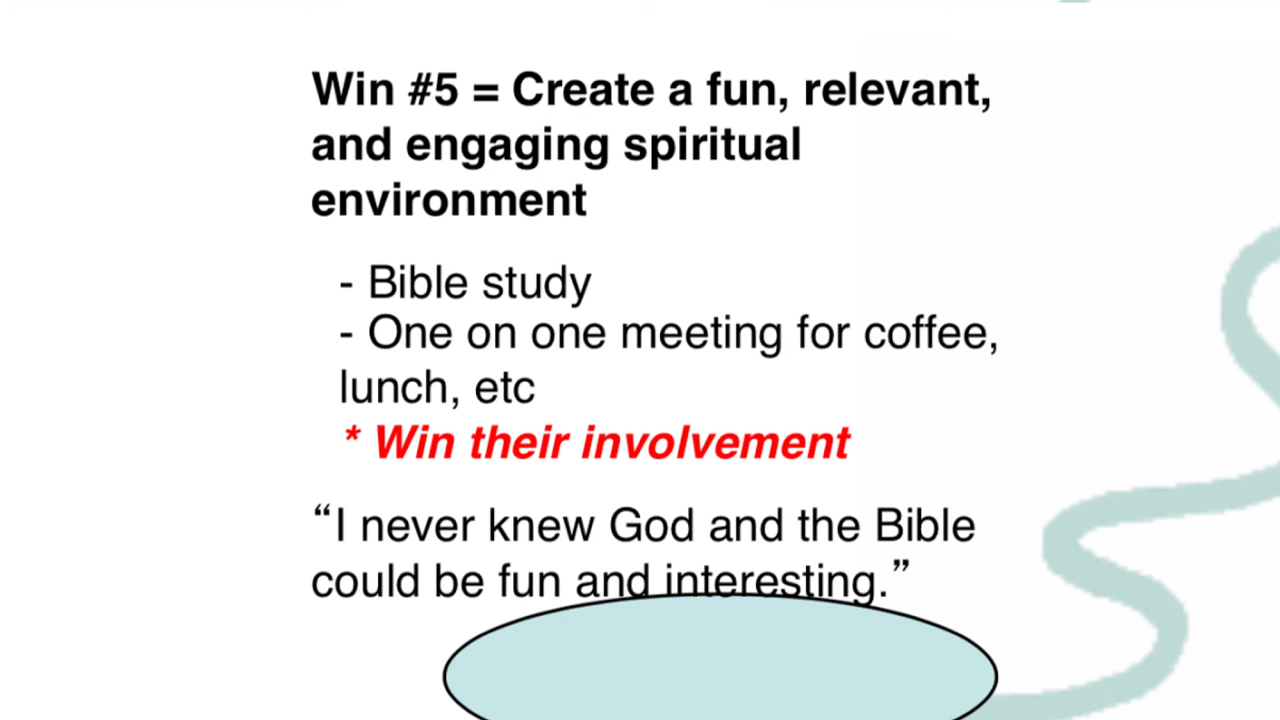 Win #5 = Create a fun, relevant,
and engaging spiritual
environment
- Bible study
- One on one meeting for coffee,
lunch, etc
* Win their involvement
“I never knew God and the Bible
could be fun and interesting.”